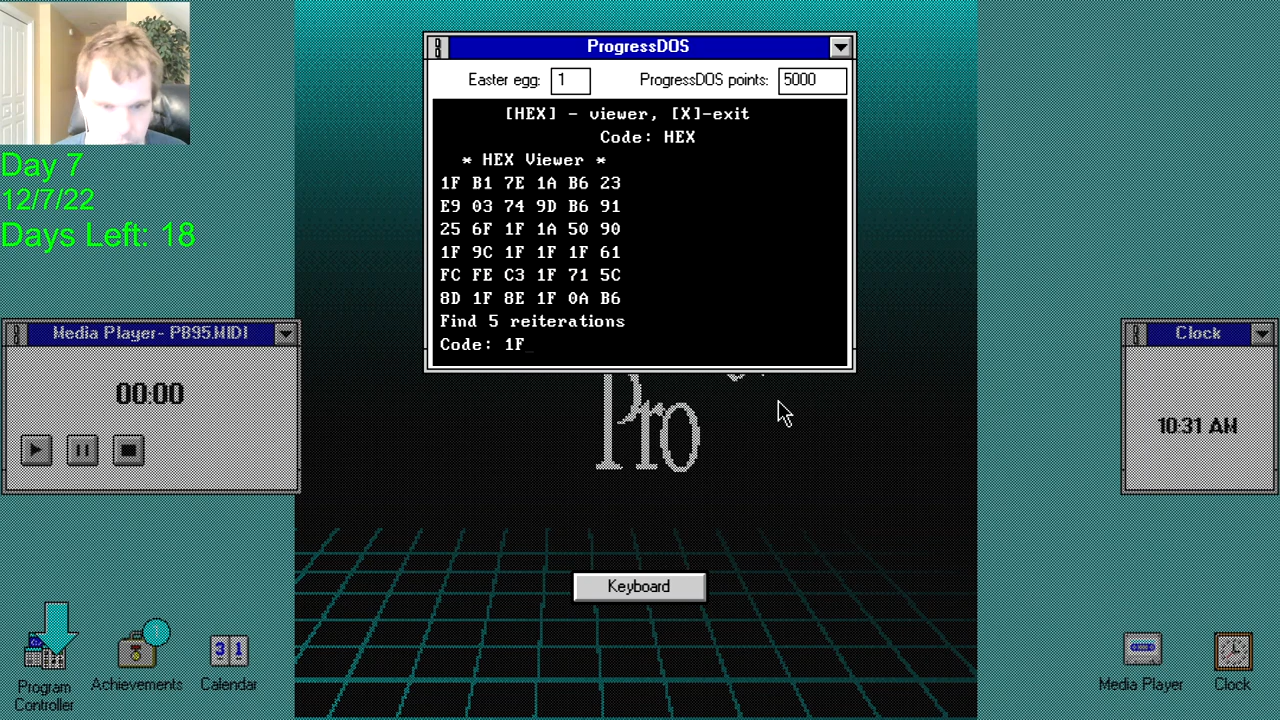 Day 7
12/7/22
Days Left: 18
ProgressDOS
Easter egg: 1 ProgressDOS points: 5000
[HEX] - viewer, [X]-exit
Code: HEX
* HEX Viewer *
1F B1 7E 1A B6 23
E9 03 74 9D B6 91
25 6F 1F 1A 50 90
1F 9C 1F 1F 1F 61
FC FE C3 1F 71 5C
8D 1F 8E 1F 0A B6
Find 5 reiterations
Code: 1F_
Media Player- PB95.MIDI
00:00
Clock
10:31 AM
Pro
Keyboard
Program
Controller
Achievements
1
31
Calendar
Media Player
Clock